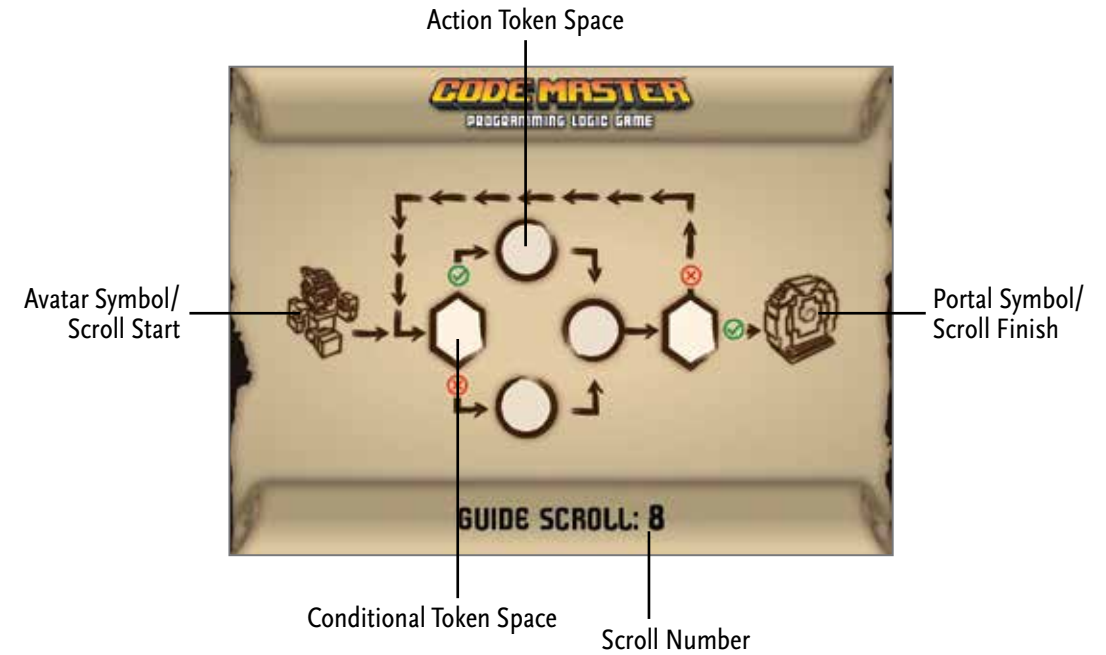 Action Token Space
CODE MASTER
PROGRAMMING LOGIC GAME
Avatar Symbol/
Scroll Start
Portal Symbol/
Scroll Finish
GUIDE SCROLL: 8
Conditional Token Space
Scroll Number